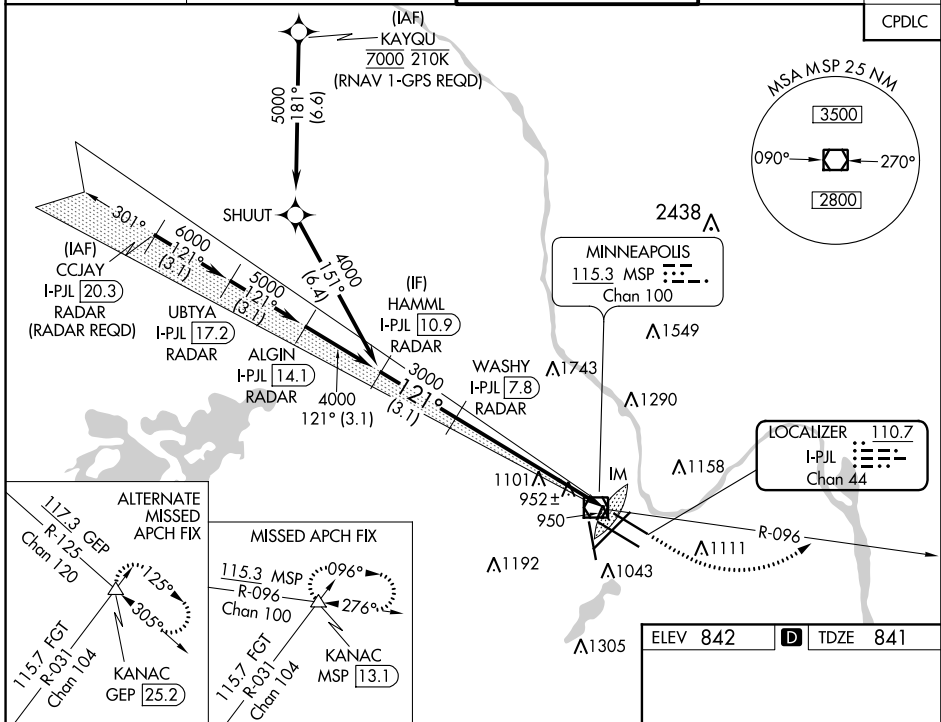 CPDLC
(IAF)
KAYQU
7000 210K
(RNAV 1-GPS REQD)
5000
181°
(6.6)
MSA MSP 25 NM
3500
090°
270°
2800
SHUUT
4000
151°
(6.4)
301°
6000
121°
(3.1)
(IAF)
CCJAY
I-PJL 20.3
RADAR
(RADAR REQD)
5000
121°
(3.1)
UBTYA
I-PJL 17.2
RADAR
ALGIN
I-PJL 14.1
RADAR
4000
121° (3.1)
(IF)
HAMML
I-PJL 10.9
RADAR
3000
121°
(3.1)
WASHY
I-PJL 7.8
RADAR
2438
MINNEAPOLIS
115.3 MSP
Chan 100
1549
1743
1290
1158
LOCALIZER 110.7
I-PJL
Chan 44
IM
1101
952 ±
950
R-096
1111
1192
1043
1305
ALTERNATE
MISSED
APCH FIX
117.3 GEP
R-125
Chan 120
125°
305°
115.7 FGT
R-031
Chan 104
KANAC
GEP 25.2
MISSED APCH FIX
115.3 MSP
R-096
Chan 100
096°
276°
115.7 FGT
R-031
Chan 104
KANAC
MSP 13.1
ELEV 842 D TDZE 841